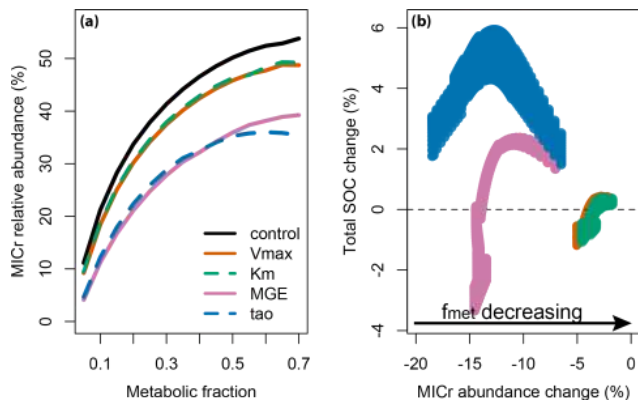 (a)
MICr relative abundance (%)
50
40
30
20
10
0
control
Vmax
Km
MGE
tao
0.1
0.3
0.5
0.7
Metabolic fraction
(b)
Total SOC change (%)
6
4
2
0
-2
-4
fmet decreasing
-20
-15
-10
-5
0
MICr abundance change (%)